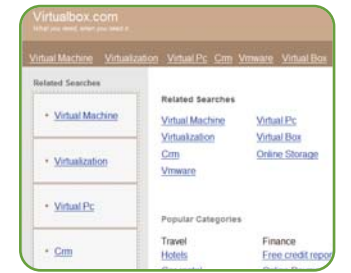 Virtualbox.com
What you need, when you need it
Virtual Machine Virtualization Virtual Pc Crm Vmware Virtual Box
Related Searches
Virtual Machine
Virtualization
Virtual Pc
Crm
Related Searches
Virtual Machine Virtual Pc
Virtualization Virtual Box
Crm Online Storage
Vmware
Popular Categories
Travel Finance
Hotels Free credit repo